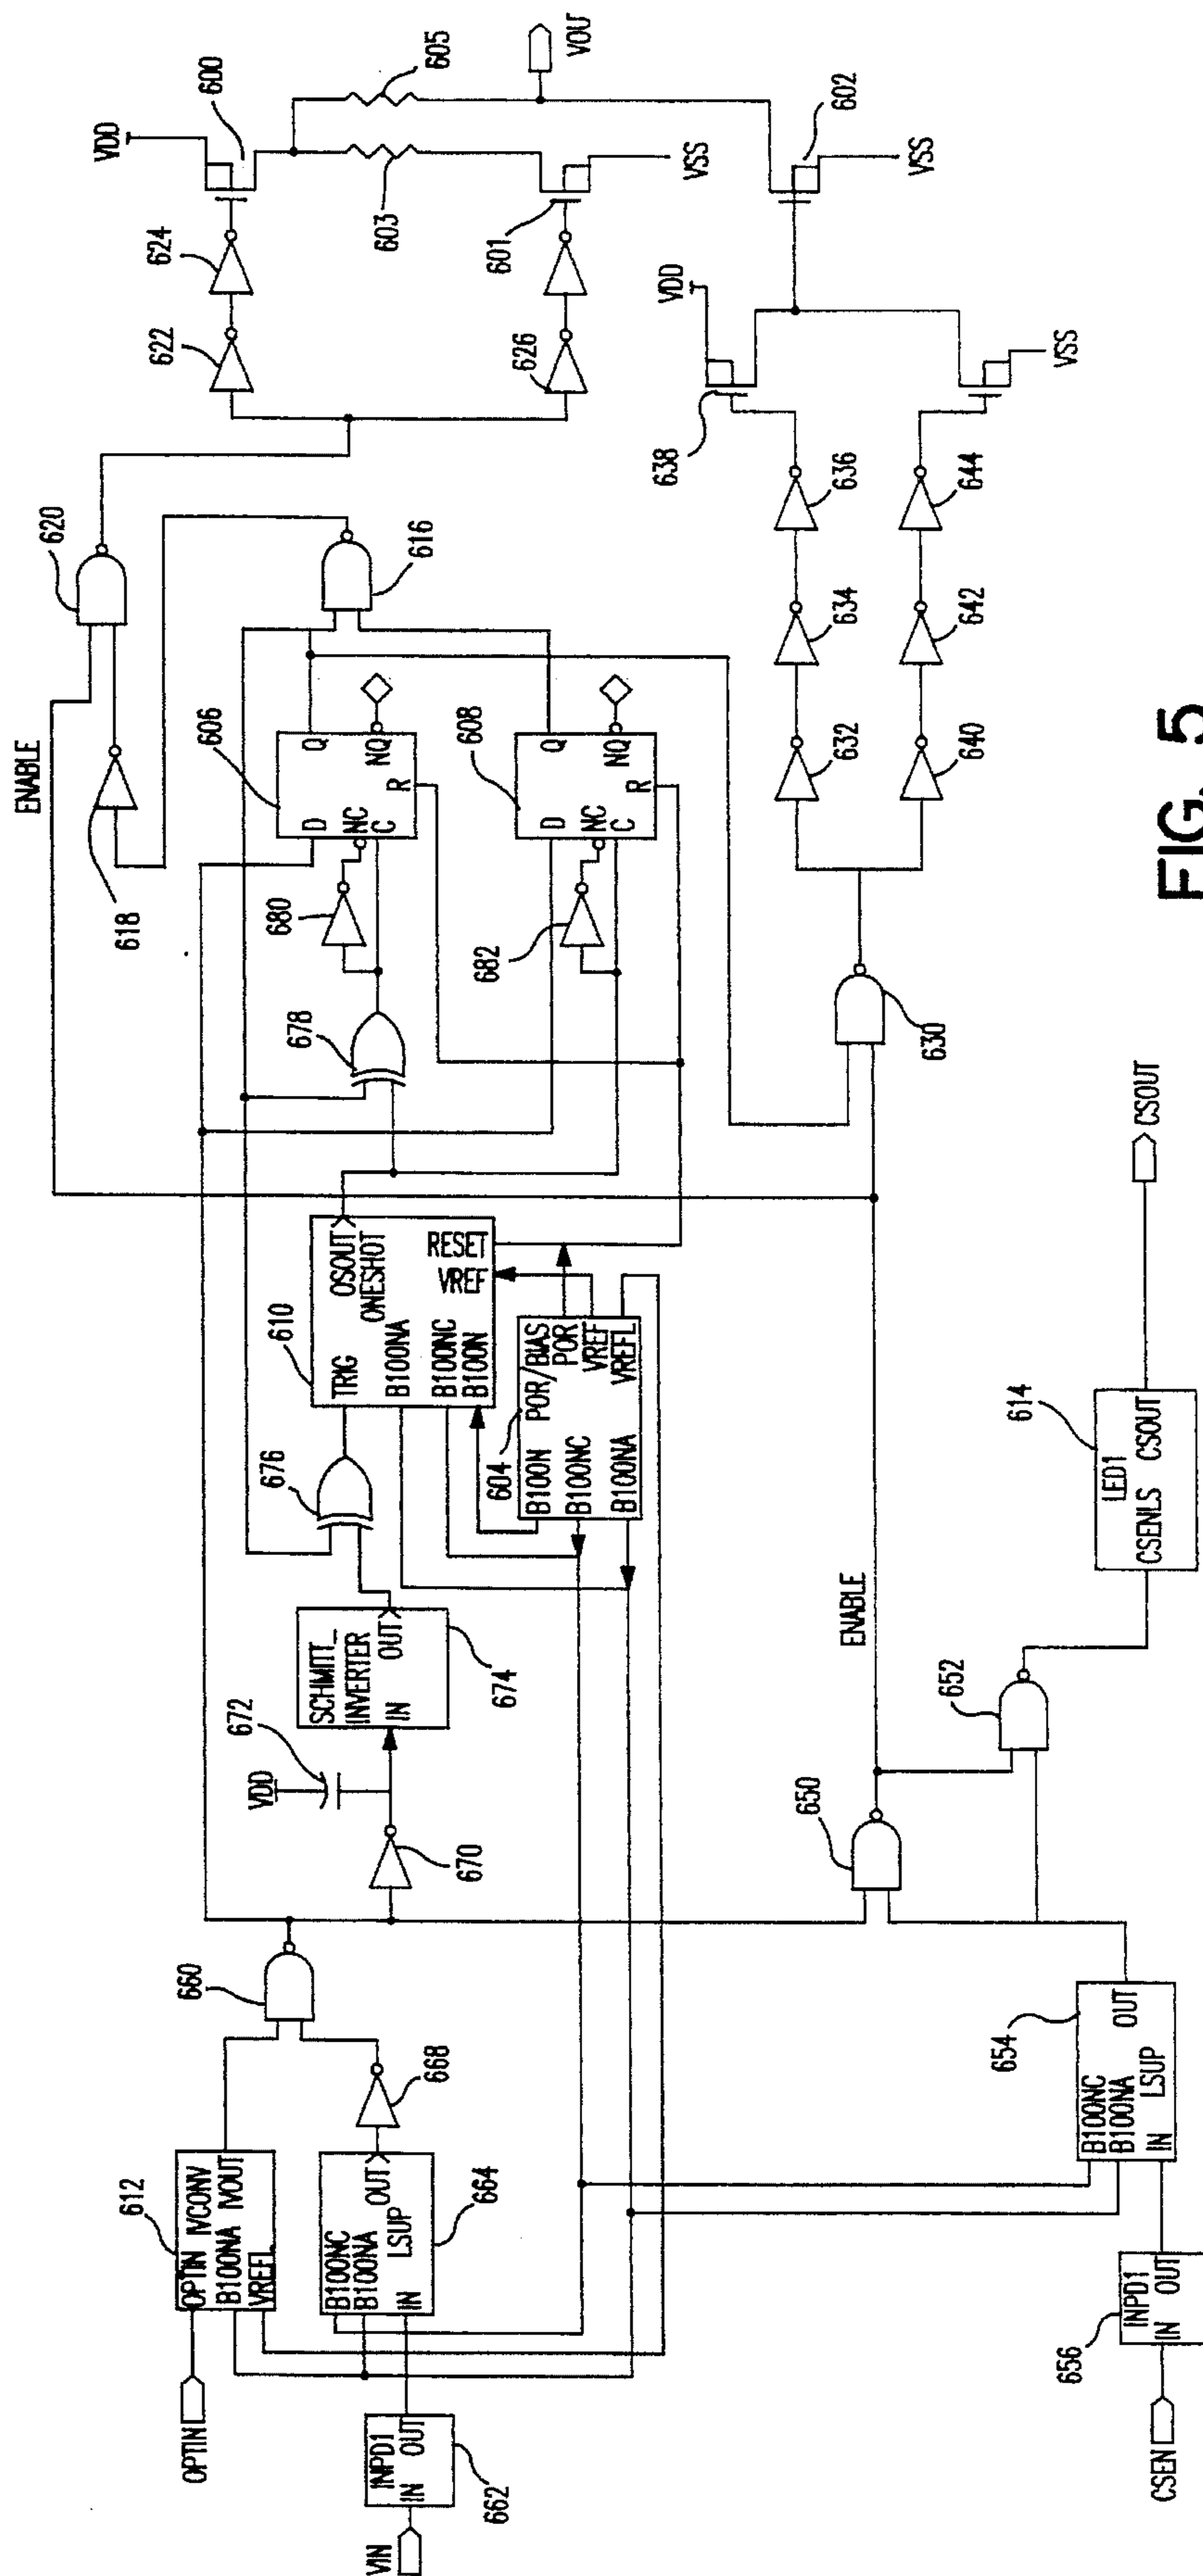 OPTIN
612
OPTIN IVCONV
B100NA IVOUT
VREFL
VIN
INPD1
IN OUT
662
B100NC
B100NA OUT
LSUP
IN
664
668
660
670
672
VDD
SCHMITT_
INVERTER
IN OUT
674
676
610
TRIG OSOUT
ONESHOT
B100NA
B100NC RESET
B100N VREF
604
POR/BIAS
B100N POR
B100NC VREF
B100NA VREFL
678
680
682
606
D Q
NC
C NQ
R
608
D Q
NC
C NQ
R
618
ENABLE
620
616
622
624
626
VDD
600
603
605
601
VSS
VOU
602
VSS
VDD
638
VSS
632
634
636
640
642
644
630
ENABLE
650
652
654
B100NC
B100NA OUT
LSUP
IN
CSEN
656
INPD1
IN OUT
614
LED1
CSENLS CSOUT
CSOUT
FIG. 5